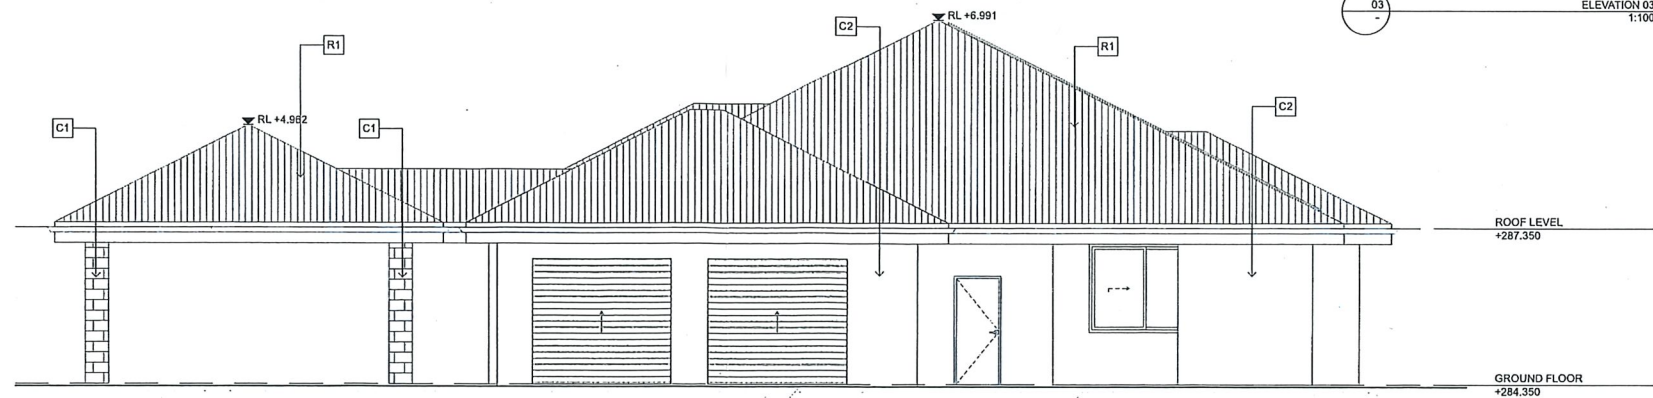 03
-
ELEVATION 03
1:100
RL +6.991
C2
R1
R1
C2
C1
RL +4.962
C1
ROOF LEVEL
+287.350
GROUND FLOOR
+284.350